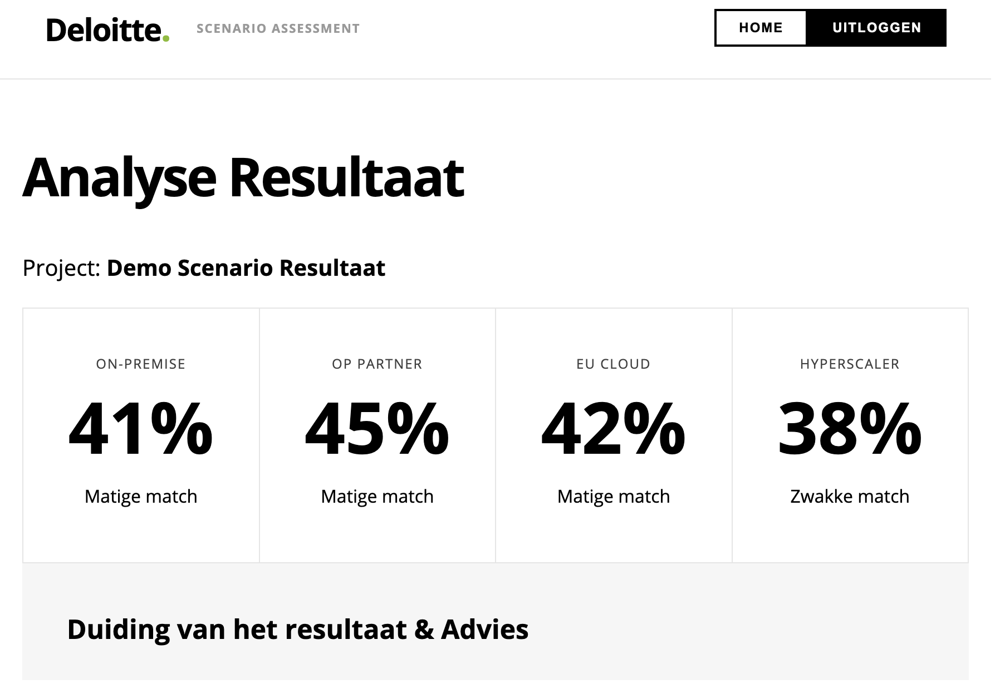 Deloitte.
SCENARIO ASSESSMENT
HOME
UITLOGGEN
Analyse Resultaat
Project: Demo Scenario Resultaat
ON-PREMISE
41%
Matige match
OP PARTNER
45%
Matige match
EU CLOUD
42%
Matige match
HYPERSCALER
38%
Zwakke match
Duiding van het resultaat & Advies